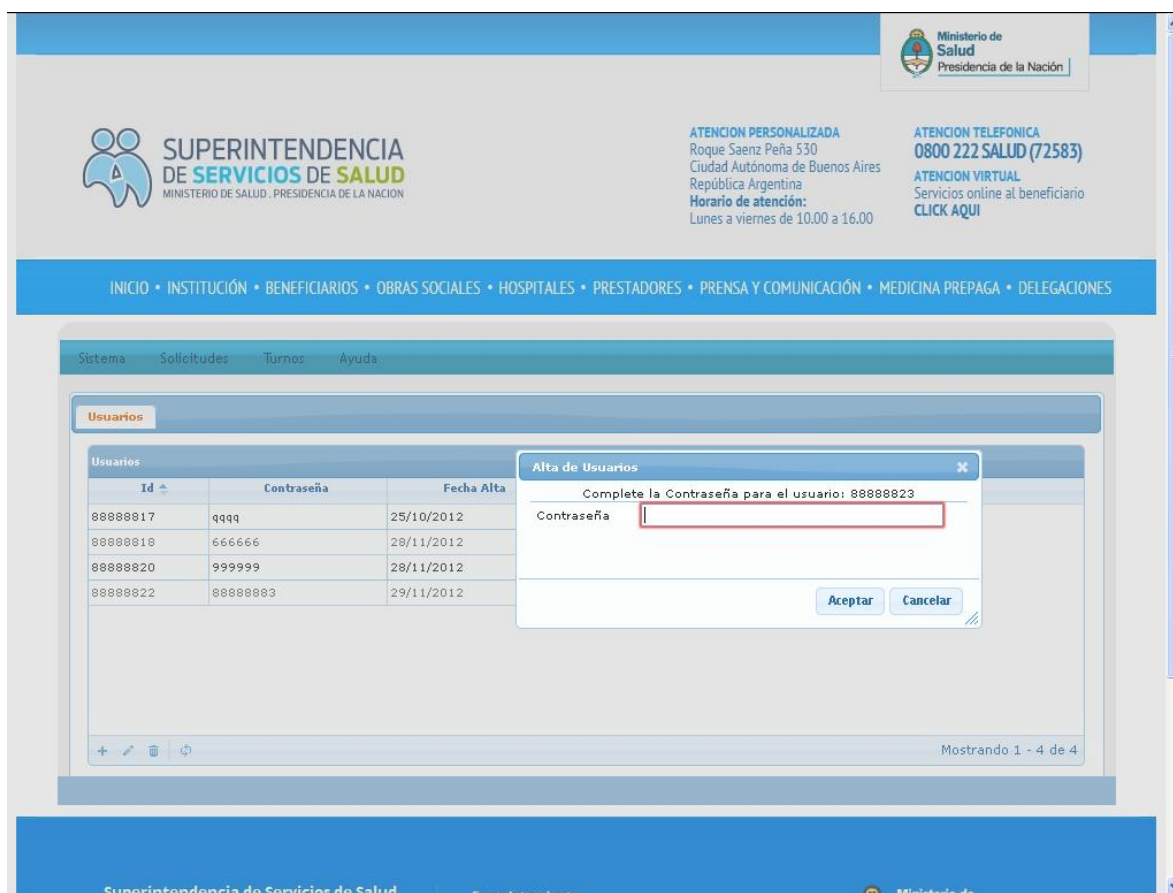 Ministerio de
Salud
Presidencia de la Nación
SUPERINTENDENCIA
DE SERVICIOS DE SALUD
MINISTERIO DE SALUD . PRESIDENCIA DE LA NACION
ATENCION PERSONALIZADA
Roque Saenz Peña 530
Ciudad Autónoma de Buenos Aires
República Argentina
Horario de atención:
Lunes a viernes de 10.00 a 16.00
ATENCION TELEFONICA
0800 222 SALUD (72583)
ATENCION VIRTUAL
Servicios online al beneficiario
CLICK AQUI
INICIO • INSTITUCIÓN • BENEFICIARIOS • OBRAS SOCIALES • HOSPITALES • PRESTADORES • PRENSA Y COMUNICACIÓN • MEDICINA PREPAGA • DELEGACIONES
Sistema Solicitudes Turnos Ayuda
Usuarios
Usuarios
Id Contraseña Fecha Alta
88888817 qqqq 25/10/2012
88888818 666666 28/11/2012
88888820 999999 28/11/2012
88888822 88888883 29/11/2012
Alta de Usuarios
Complete la Contraseña para el usuario: 88888823
Contraseña
Aceptar Cancelar
Mostrando 1 - 4 de 4
Superintendencia de Servicios de Salud
Ministerio de